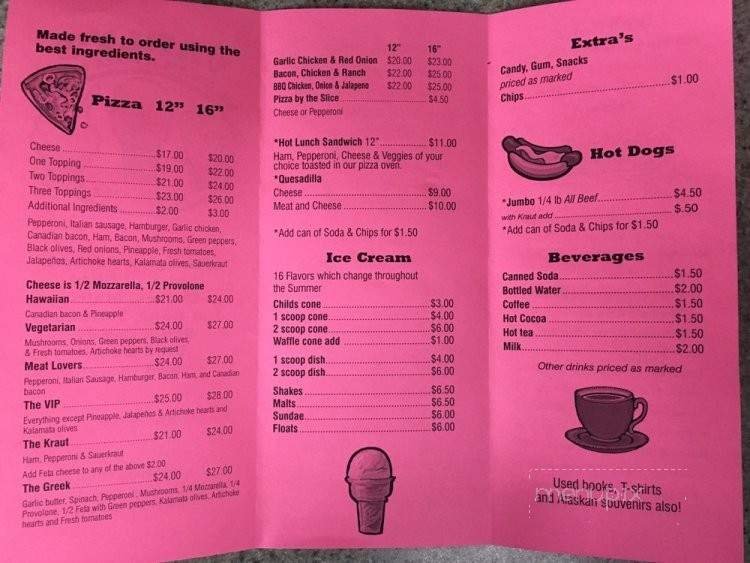 Made fresh to order using the
best ingredients.
Pizza 12" 16"
Cheese $17.00 $20.00
One Topping $19.00 $22.00
Two Toppings $21.00 $24.00
Three Toppings $23.00 $26.00
Additional Ingredients $2.00 $3.00
Pepperoni, Italian sausage, Hamburger, Garlic chicken,
Canadian bacon, Ham, Bacon, Mushrooms, Green peppers,
Black olives, Red onions, Pineapple, Fresh tomatoes,
Jalapeños, Artichoke hearts, Kalamata olives, Sauerkraut
Cheese is 1/2 Mozzarella, 1/2 Provolone
Hawaiian $21.00 $24.00
Canadian bacon & Pineapple
Vegetarian $24.00 $27.00
Mushrooms, Onions, Green peppers, Black olives,
& Fresh tomatoes, Artichoke hearts by request
Meat Lovers $24.00 $27.00
Pepperoni, Italian Sausage, Hamburger, Bacon, Ham, and Canadian
bacon
The VIP $25.00 $28.00
Everything except Pineapple, Jalapeños & Artichoke hearts and
Kalamata olives
The Kraut $21.00 $24.00
Ham, Pepperoni & Sauerkraut
Add Feta cheese to any of the above $2.00
The Greek $24.00 $27.00
Garlic butter, Spinach, Pepperoni, Mushrooms, 1/4 Mozzarella, 1/4
Provolone, 1/2 Feta with Green peppers, Kalamata olives, Artichoke
hearts and Fresh tomatoes
12" 16"
Garlic Chicken & Red Onion $20.00 $23.00
Bacon, Chicken & Ranch $22.00 $25.00
BBQ Chicken, Onion & Jalapeno $22.00 $25.00
Pizza by the Slice $4.50
Cheese or Pepperoni
*Hot Lunch Sandwich 12" $11.00
Ham, Pepperoni, Cheese & Veggies of your
choice toasted in our pizza oven.
*Quesadilla
Cheese $9.00
Meat and Cheese $10.00
*Add can of Soda & Chips for $1.50
Ice Cream
16 Flavors which change throughout
the Summer
Childs cone $3.00
1 scoop cone $4.00
2 scoop cone $6.00
Waffle cone add $1.00
1 scoop dish $4.00
2 scoop dish $6.00
Shakes $6.50
Malts $6.50
Sundae $6.00
Floats $6.00
Extra's
Candy, Gum, Snacks
priced as marked
Chips $1.00
Hot Dogs
*Jumbo 1/4 lb All Beef $4.50
with Kraut add $.50
*Add can of Soda & Chips for $1.50
Beverages
Canned Soda $1.50
Bottled Water $2.00
Coffee $1.50
Hot Cocoa $1.50
Hot tea $1.50
Milk $2.00
Other drinks priced as marked
Used books, T-shirts
and Alaskan souvenirs also!
menupix